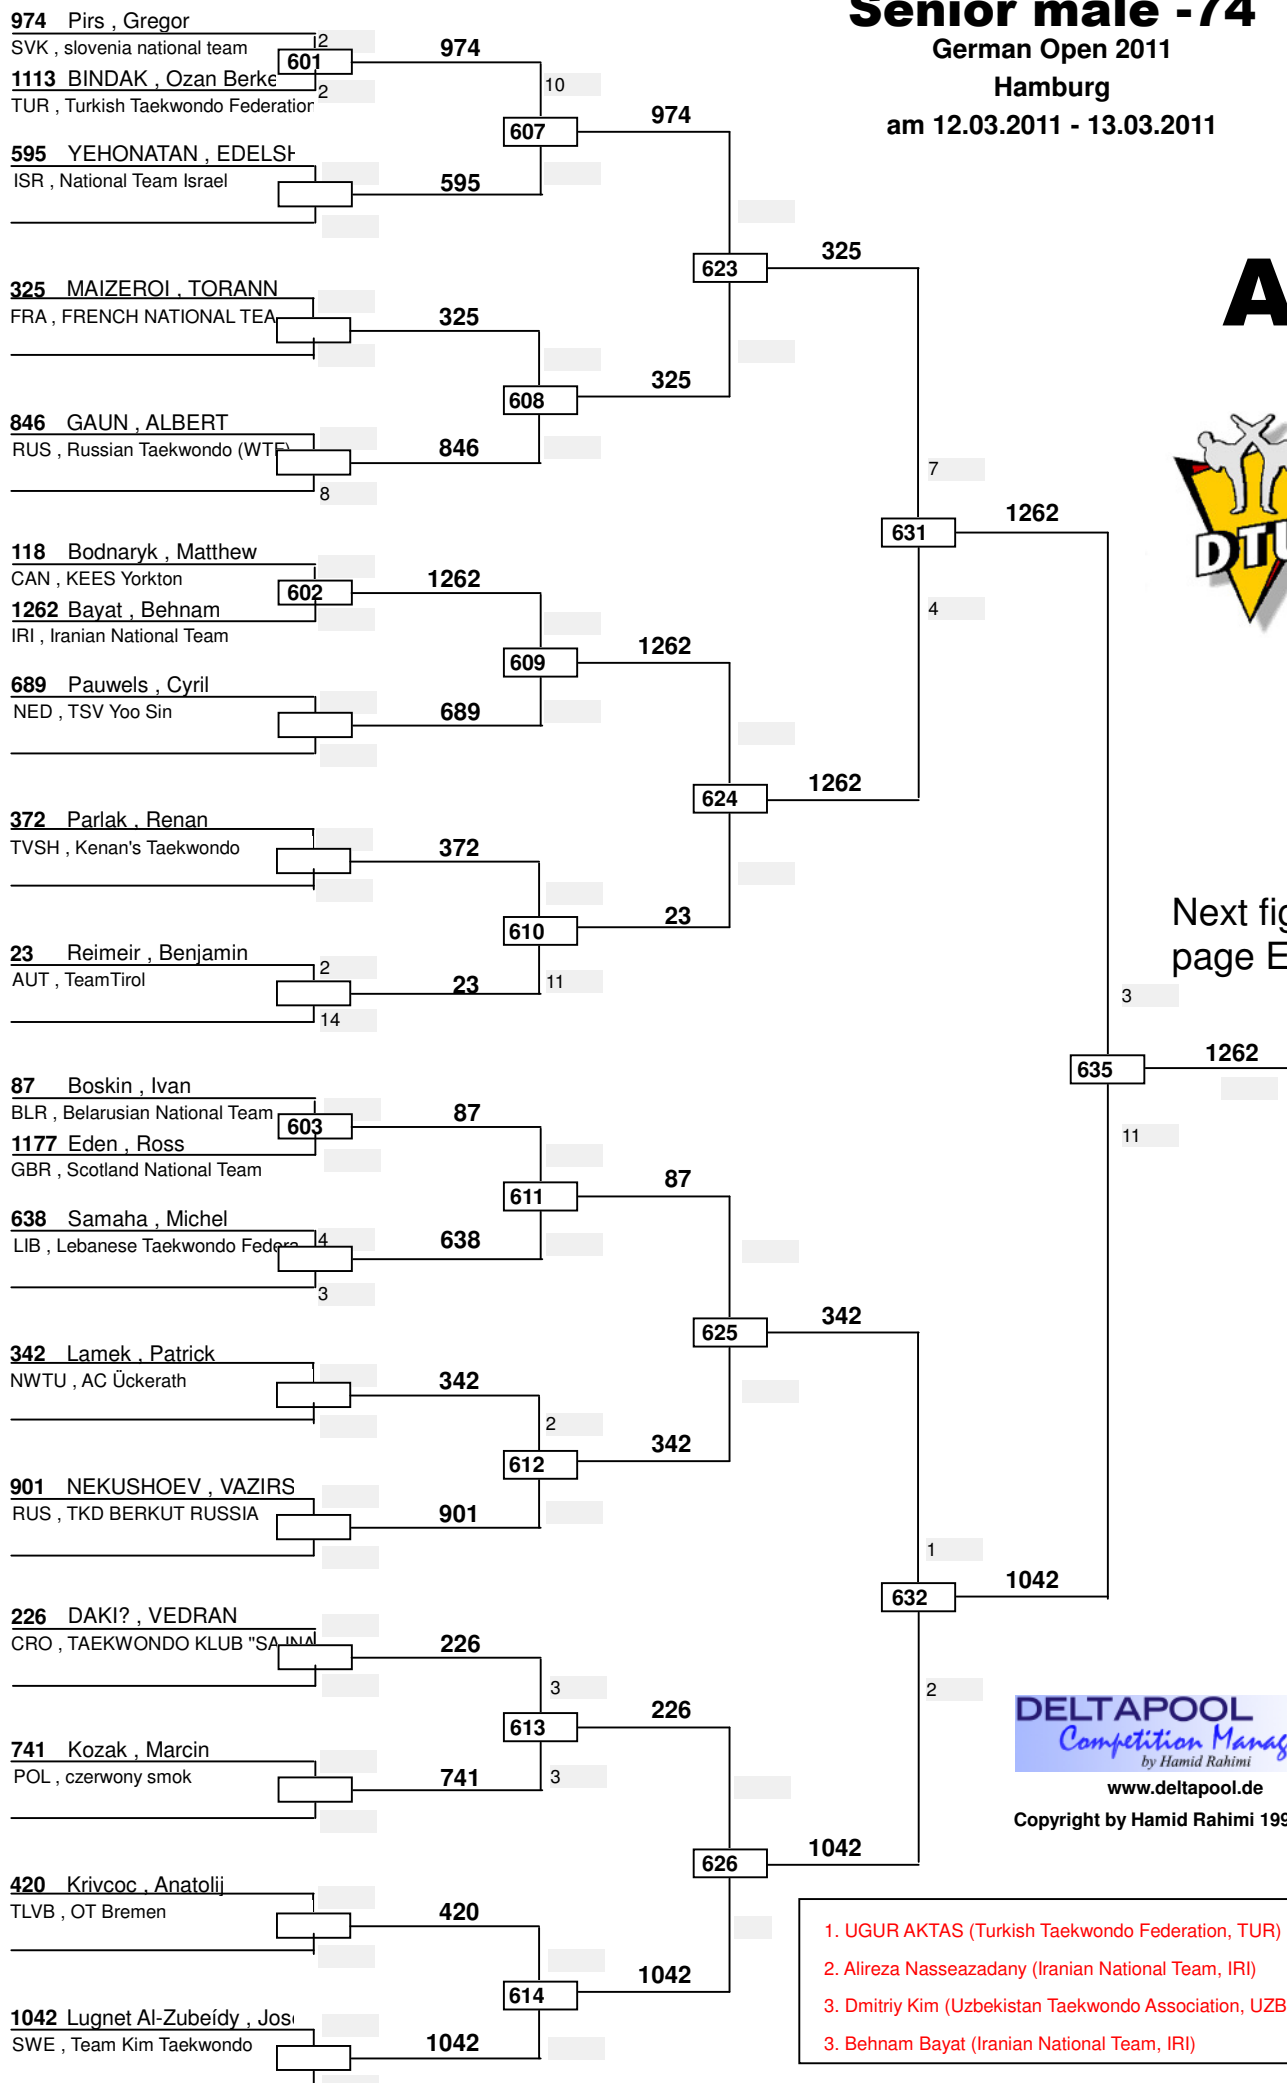 Senior male -74
German Open 2011
Hamburg
am 12.03.2011 - 13.03.2011
A
974 Pirs , Gregor
SVK , slovenia national team
2
601
974
1113 BINDAK , Ozan Berke
2
TUR , Turkish Taekwondo Federation
10
607
974
595 YEHONATAN , EDELSH
ISR , National Team Israel
595
623
325
325 MAIZEROI , TORANN
FRA , FRENCH NATIONAL TEA
325
608
325
846 GAUN , ALBERT
RUS , Russian Taekwondo (WTF)
846
8
7
631
1262
4
118 Bodnaryk , Matthew
CAN , KEES Yorkton
602
1262
1262 Bayat , Behnam
IRI , Iranian National Team
609
1262
689 Pauwels , Cyril
NED , TSV Yoo Sin
689
624
1262
372 Parlak , Renan
TVSH , Kenan's Taekwondo
372
610
23
23 Reimeir , Benjamin
AUT , TeamTirol
2
23
11
14
DTU
Next fig
page E
3
635
1262
11
87 Boskin , Ivan
BLR , Belarusian National Team
603
87
1177 Eden , Ross
GBR , Scotland National Team
611
87
638 Samaha , Michel
LIB , Lebanese Taekwondo Federa
4
638
3
625
342
342 Lamek , Patrick
NWTU , AC Ückerath
342
2
612
342
901 NEKUSHOEV , VAZIRS
RUS , TKD BERKUT RUSSIA
901
1
632
1042
2
226 DAKI? , VEDRAN
CRO , TAEKWONDO KLUB "SAJNA
226
3
613
226
741 Kozak , Marcin
POL , czerwony smok
741
3
626
1042
420 Krivcoc , Anatolij
TLVB , OT Bremen
420
614
1042
1042 Lugnet Al-Zubeídy , Jos
SWE , Team Kim Taekwondo
1042
DELTAPOOL
Competition Manag
by Hamid Rahimi
www.deltapool.de
Copyright by Hamid Rahimi 199
1. UGUR AKTAS (Turkish Taekwondo Federation, TUR)
2. Alireza Nasseazadany (Iranian National Team, IRI)
3. Dmitriy Kim (Uzbekistan Taekwondo Association, UZB
3. Behnam Bayat (Iranian National Team, IRI)